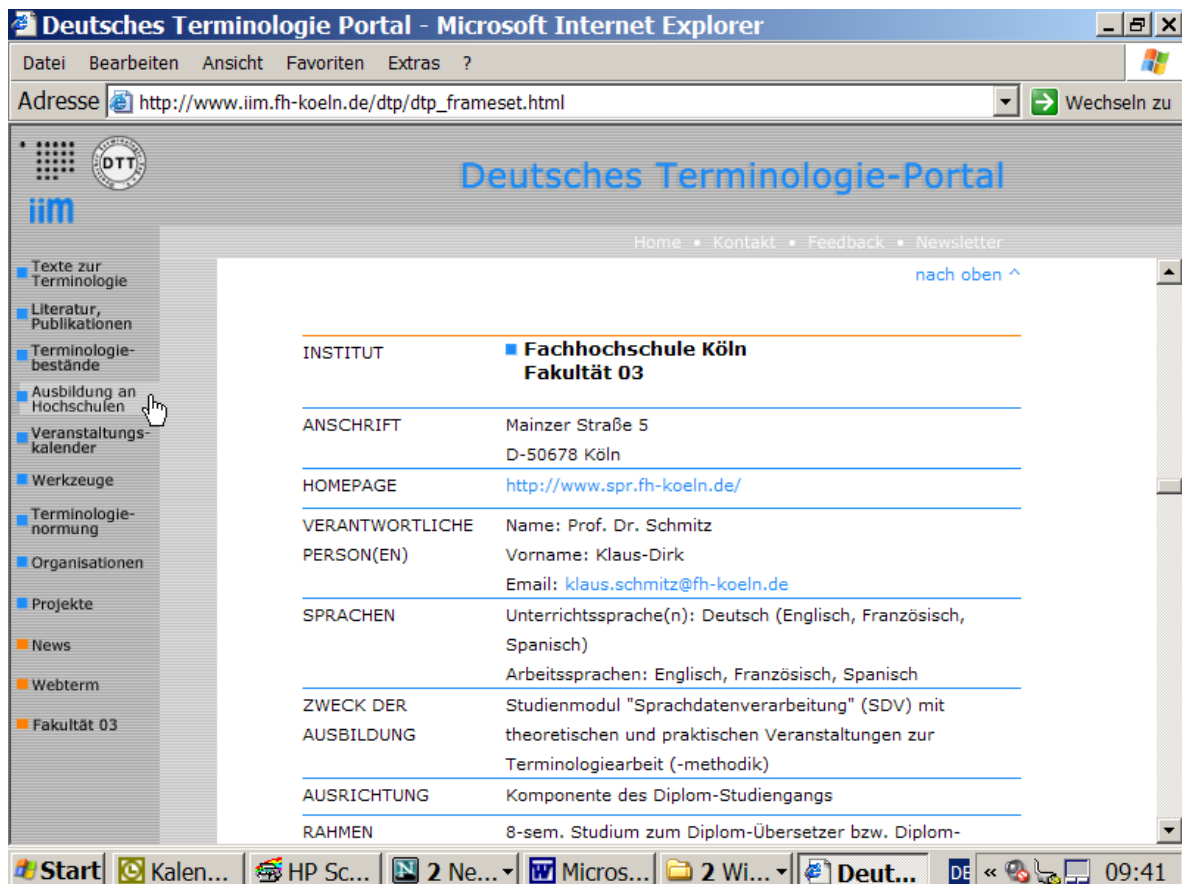 Deutsches Terminologie Portal - Microsoft Internet Explorer
Datei Bearbeiten Ansicht Favoriten Extras ?
Adresse http://www.iim.fh-koeln.de/dtp/dtp_frameset.html Wechseln zu
DTT
iim
Deutsches Terminologie-Portal
Home • Kontakt • Feedback • Newsletter
Texte zur
Terminologie
Literatur,
Publikationen
Terminologie-
bestände
Ausbildung an
Hochschulen
Veranstaltungs-
kalender
Werkzeuge
Terminologie-
normung
Organisationen
Projekte
News
Webterm
Fakultät 03
nach oben ^
INSTITUT Fachhochschule Köln
Fakultät 03
ANSCHRIFT Mainzer Straße 5
D-50678 Köln
HOMEPAGE http://www.spr.fh-koeln.de/
VERANTWORTLICHE Name: Prof. Dr. Schmitz
PERSON(EN) Vorname: Klaus-Dirk
Email: klaus.schmitz@fh-koeln.de
SPRACHEN Unterrichtssprache(n): Deutsch (Englisch, Französisch,
Spanisch)
Arbeitssprachen: Englisch, Französisch, Spanisch
ZWECK DER Studienmodul "Sprachdatenverarbeitung" (SDV) mit
AUSBILDUNG theoretischen und praktischen Veranstaltungen zur
Terminologiearbeit (-methodik)
AUSRICHTUNG Komponente des Diplom-Studiengangs
RAHMEN 8-sem. Studium zum Diplom-Übersetzer bzw. Diplom-
Start Kalen... HP Sc... 2 Ne... Micros... 2 Wi... Deut... DE « 09:41